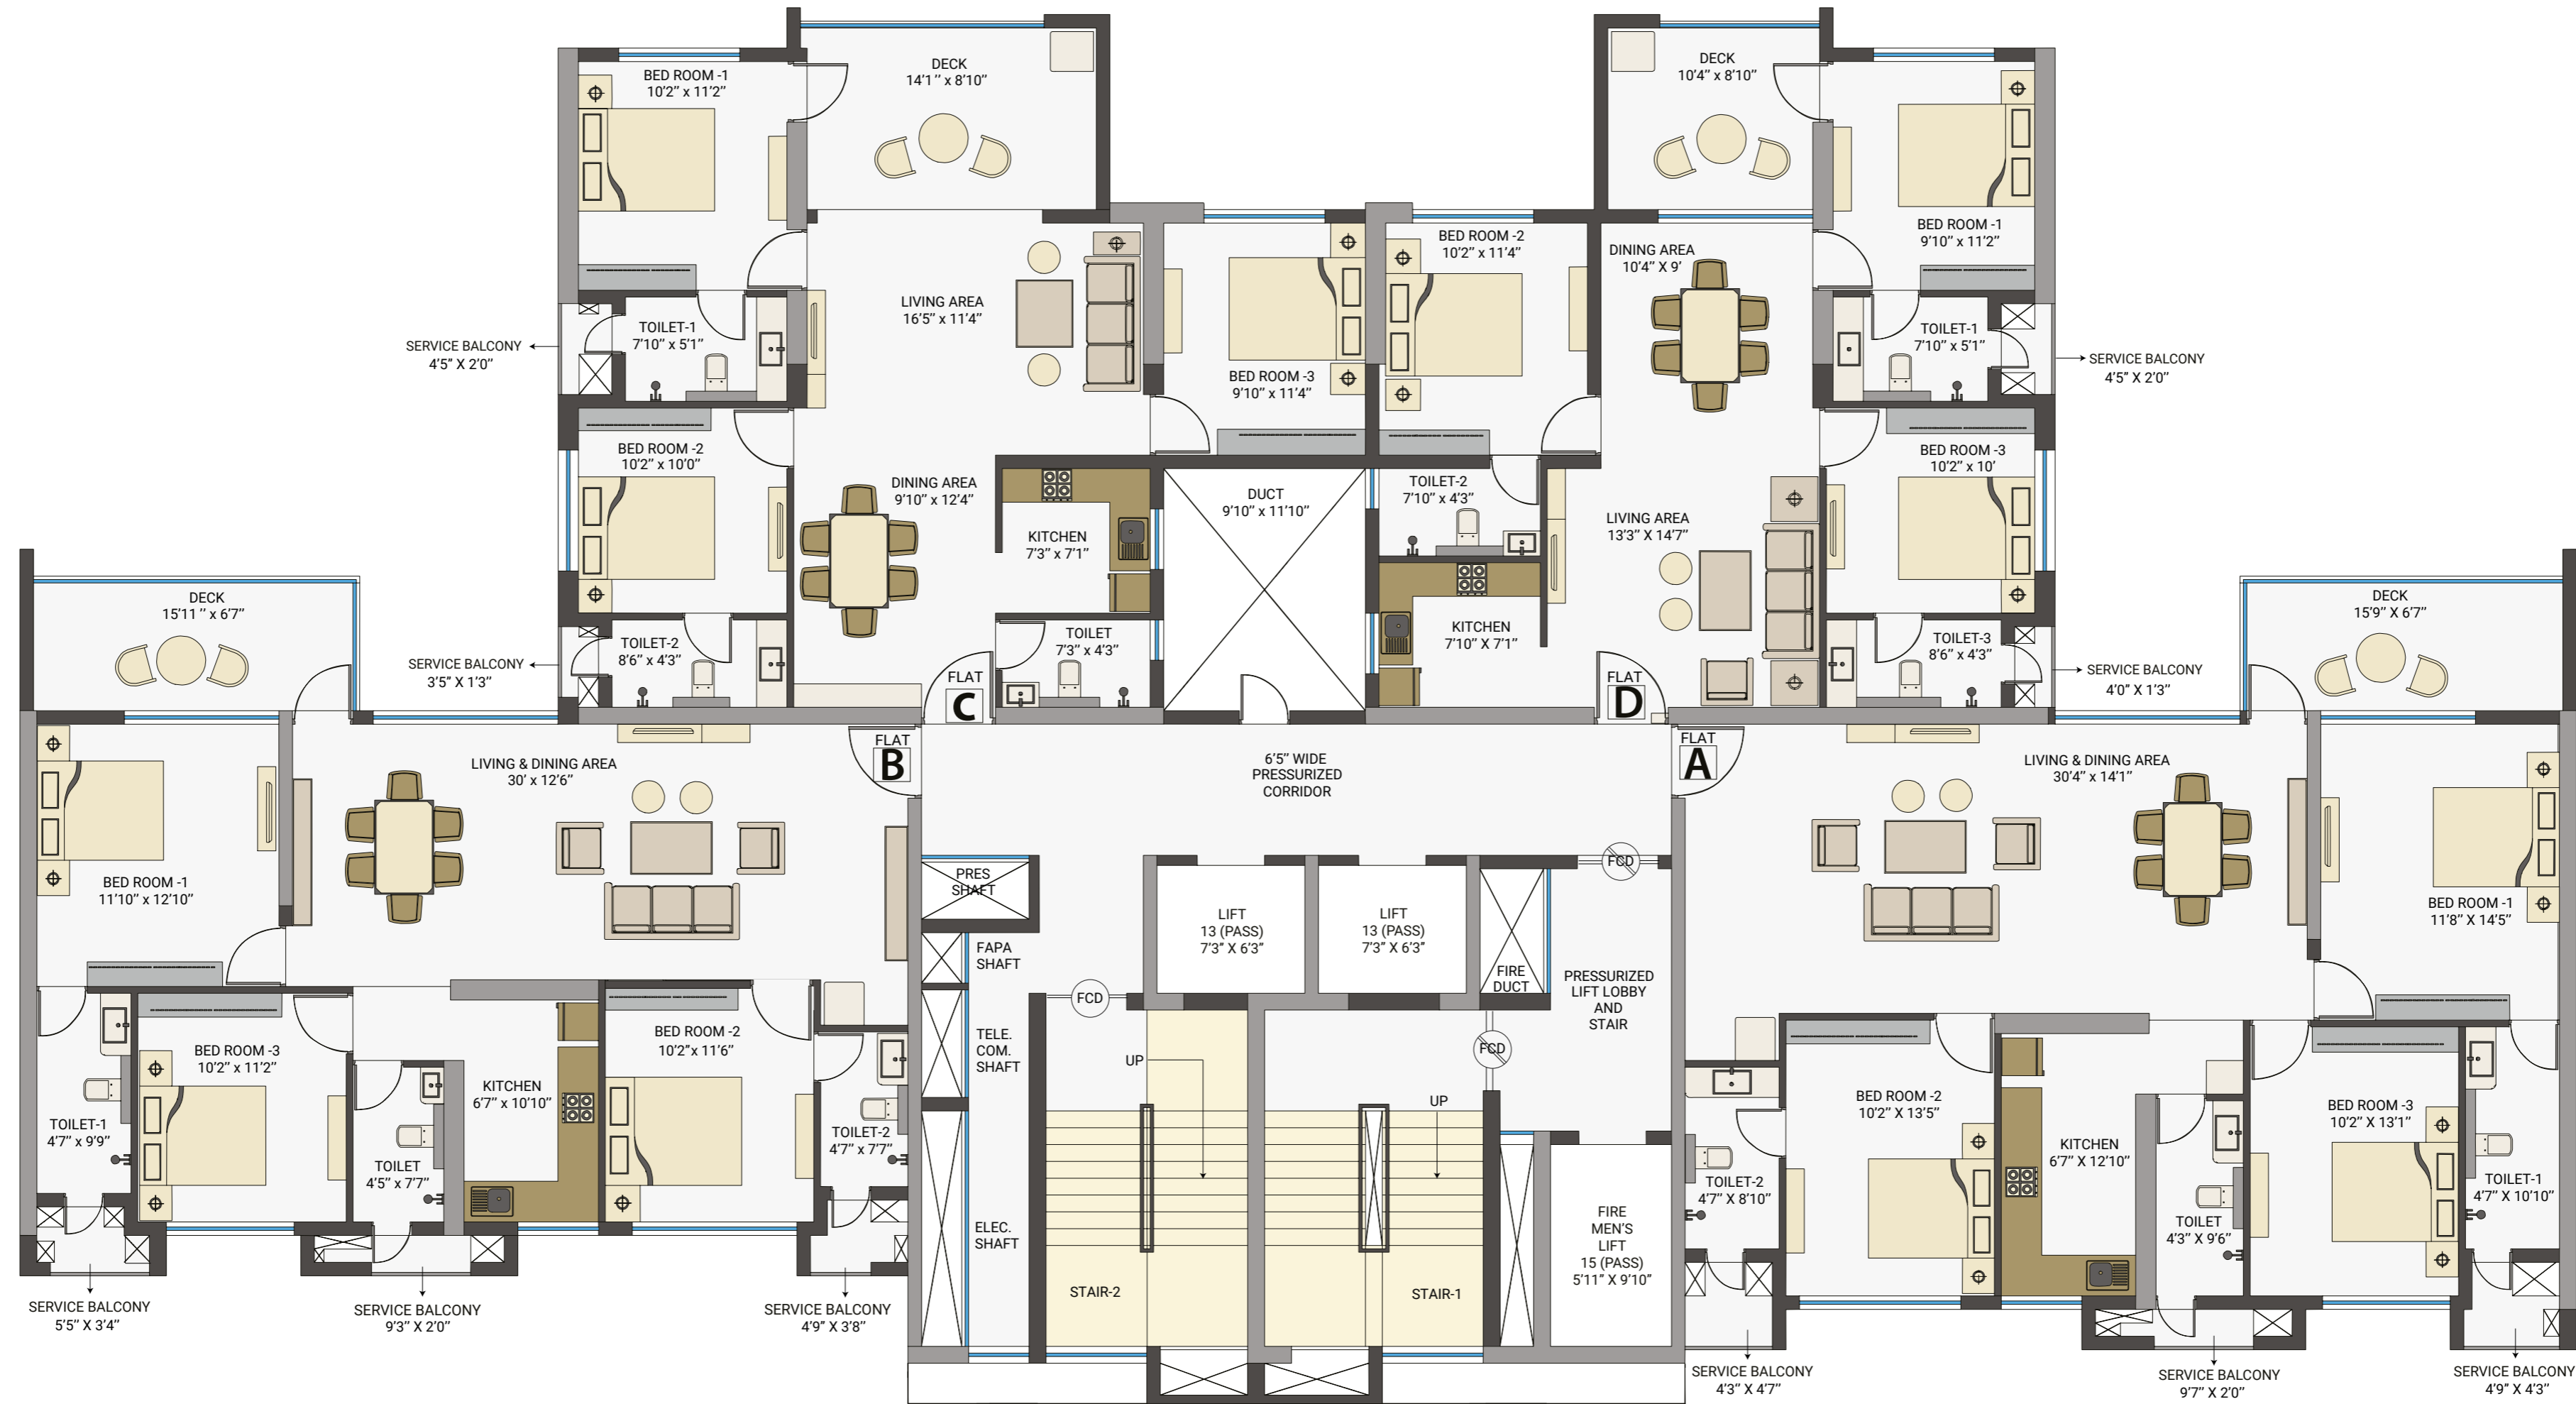 BED ROOM -1
10'2" x 11'2"
DECK
14'1" x 8'10"
DECK
10'4" x 8'10"
BED ROOM -1
9'10" x 11'2"
LIVING AREA
16'5" x 11'4"
BED ROOM -3
9'10" x 11'4"
BED ROOM -2
10'2" x 11'4"
DINING AREA
10'4" X 9'
TOILET-1
7'10" x 5'1"
SERVICE BALCONY
4'5" X 2'0"
TOILET-1
7'10" x 5'1"
SERVICE BALCONY
4'5" X 2'0"
BED ROOM -2
10'2" x 10'0"
DINING AREA
9'10" x 12'4"
KITCHEN
7'3" x 7'1"
DUCT
9'10" x 11'10"
TOILET-2
7'10" x 4'3"
LIVING AREA
13'3" X 14'7"
BED ROOM -3
10'2" x 10'
DECK
15'11 " x 6'7"
SERVICE BALCONY
3'5" X 1'3"
TOILET-2
8'6" x 4'3"
TOILET
7'3" x 4'3"
KITCHEN
7'10" X 7'1"
TOILET-3
8'6" x 4'3"
SERVICE BALCONY
4'0" X 1'3"
DECK
15'9" X 6'7"
FLAT
C
FLAT
D
FLAT
B
FLAT
A
LIVING & DINING AREA
30' x 12'6"
6'5" WIDE
PRESSURIZED
CORRIDOR
LIVING & DINING AREA
30'4" x 14'1"
BED ROOM -1
11'10" x 12'10"
BED ROOM -1
11'8" X 14'5"
PRES
SHAFT
FAPA
SHAFT
TELE.
COM.
SHAFT
ELEC.
SHAFT
LIFT
13 (PASS)
7'3" X 6'3"
LIFT
13 (PASS)
7'3" X 6'3"
FIRE
DUCT
FCD
FCD
FCD
PRESSURIZED
LIFT LOBBY
AND
STAIR
BED ROOM -3
10'2" x 11'2"
TOILET-1
4'7" x 9'9"
TOILET
4'5" x 7'7"
KITCHEN
6'7" x 10'10"
BED ROOM -2
10'2"x 11'6"
TOILET-2
4'7" x 7'7"
UP
UP
STAIR-2
STAIR-1
FIRE
MEN'S
LIFT
15 (PASS)
5'11" X 9'10"
TOILET-2
4'7" X 8'10"
BED ROOM -2
10'2" X 13'5"
KITCHEN
6'7" X 12'10"
TOILET
4'3" X 9'6"
BED ROOM -3
10'2" X 13'1"
TOILET-1
4'7" X 10'10"
SERVICE BALCONY
5'5" X 3'4"
SERVICE BALCONY
9'3" X 2'0"
SERVICE BALCONY
4'9" X 3'8"
SERVICE BALCONY
4'3" X 4'7"
SERVICE BALCONY
9'7" X 2'0"
SERVICE BALCONY
4'9" X 4'3"